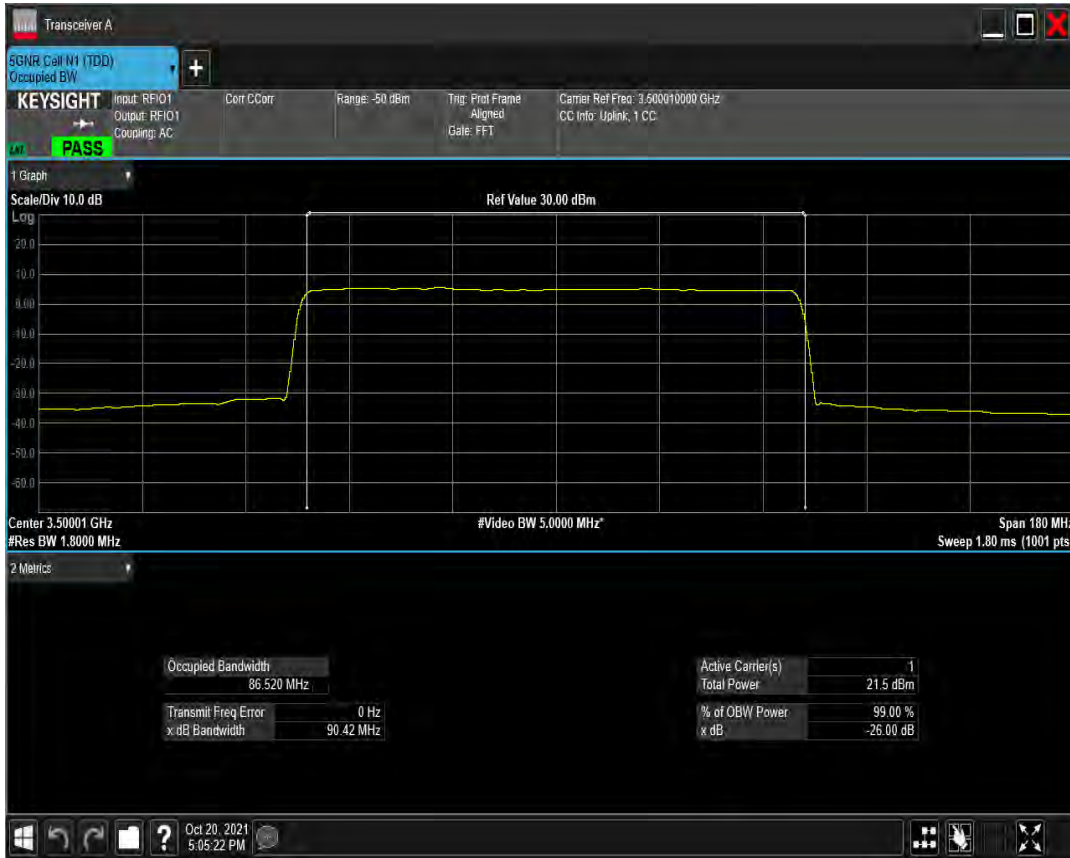 Transceiver A
5GNR Cell N1 (TDD)
Occupied BW
+
KEYSIGHT
Input: RFIO1
Output: RFIO1
Coupling: AC
Corr CCorr
Range: -50 dBm
Trig: Prot Frame
Aligned
Gate: FFT
Carrier Ref Freq: 3.500010000 GHz
CC Info: Uplink, 1 CC
PASS
1 Graph
Scale/Div 10.0 dB
Ref Value 30.00 dBm
Log
20.0
10.0
0.00
-10.0
-20.0
-30.0
-40.0
-50.0
-60.0
Center 3.50001 GHz
#Video BW 5.0000 MHz*
Span 180 MHz
#Res BW 1.8000 MHz
Sweep 1.80 ms (1001 pts
2 Metrics
Occupied Bandwidth
86.520 MHz
Transmit Freq Error 0 Hz
x dB Bandwidth 90.42 MHz
Active Carrier(s) 1
Total Power 21.5 dBm
% of OBW Power 99.00 %
x dB -26.00 dB
?
Oct 20, 2021
5:05:22 PM